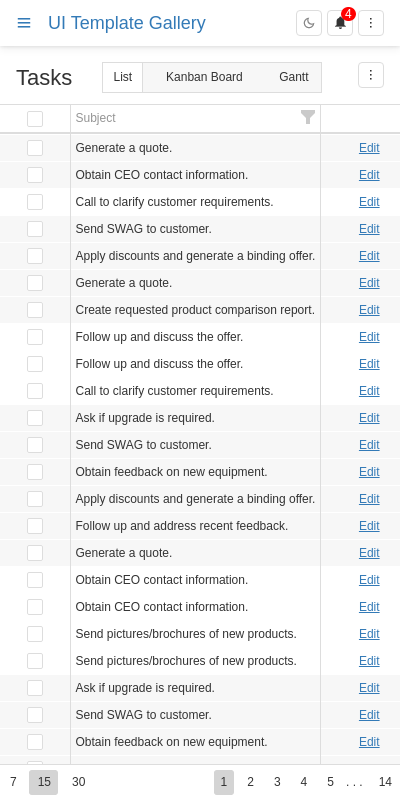 UI Template Gallery
4
Tasks
List Kanban Board Gantt
Subject
Generate a quote. Edit
Obtain CEO contact information. Edit
Call to clarify customer requirements. Edit
Send SWAG to customer. Edit
Apply discounts and generate a binding offer. Edit
Generate a quote. Edit
Create requested product comparison report. Edit
Follow up and discuss the offer. Edit
Follow up and discuss the offer. Edit
Call to clarify customer requirements. Edit
Ask if upgrade is required. Edit
Send SWAG to customer. Edit
Obtain feedback on new equipment. Edit
Apply discounts and generate a binding offer. Edit
Follow up and address recent feedback. Edit
Generate a quote. Edit
Obtain CEO contact information. Edit
Obtain CEO contact information. Edit
Send pictures/brochures of new products. Edit
Send pictures/brochures of new products. Edit
Ask if upgrade is required. Edit
Send SWAG to customer. Edit
Obtain feedback on new equipment. Edit
7 15 30 1 2 3 4 5 . . . 14